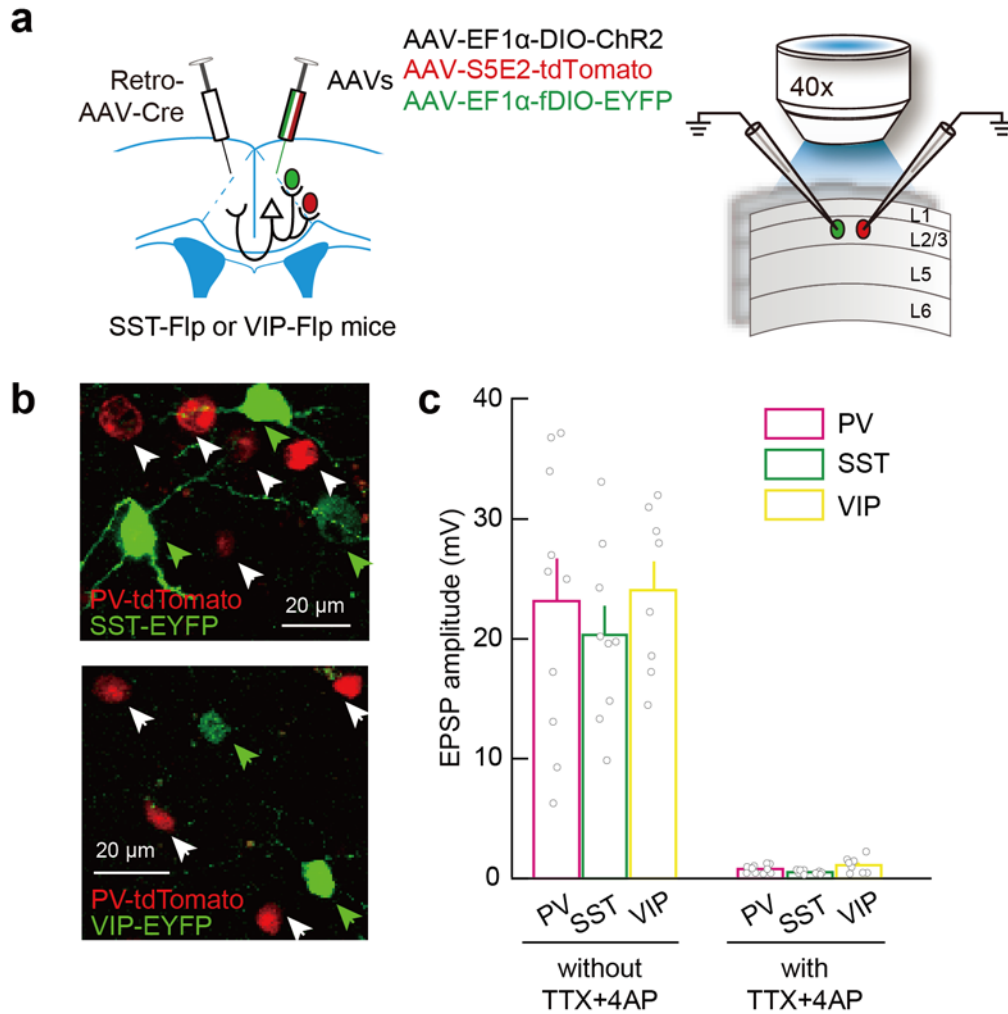 a
Retro-
AAV-Cre
AAVs
AAV-EF1α-DIO-ChR2
AAV-S5E2-tdTomato
AAV-EF1α-fDIO-EYFP
SST-Flp or VIP-Flp mice
40x
L1
L2/3
L5
L6
b
PV-tdTomato
SST-EYFP
20 μm
20 μm
PV-tdTomato
VIP-EYFP
c
EPSP amplitude (mV)
40
30
20
10
0
PV
SST
VIP
PV SST VIP
PV SST VIP
without
TTX+4AP
with
TTX+4AP